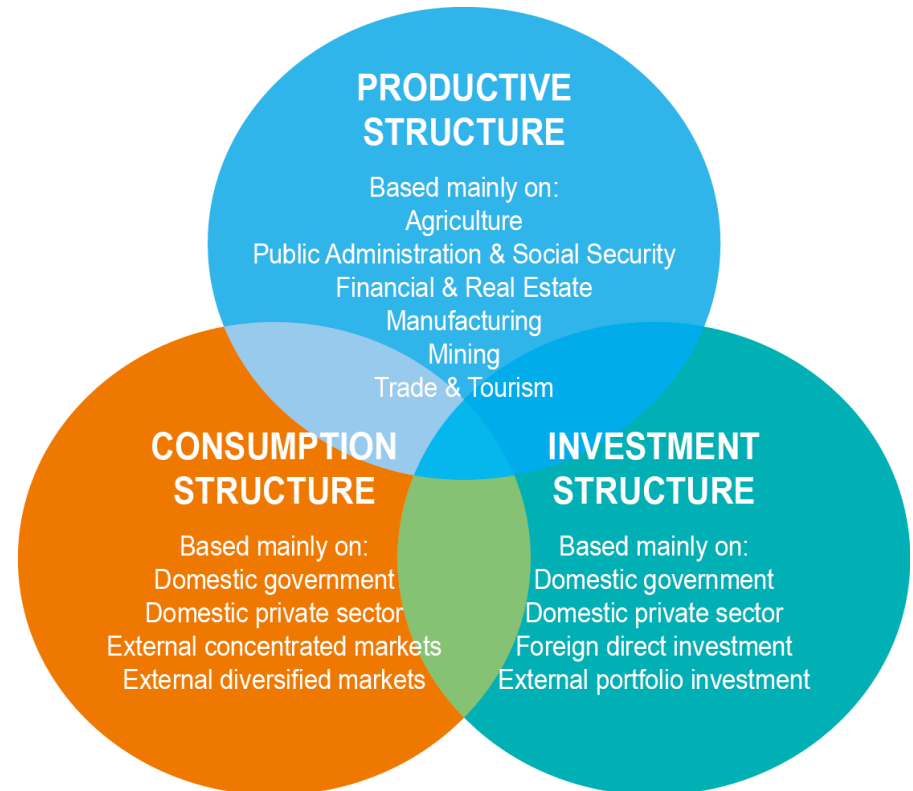 PRODUCTIVE
STRUCTURE
Based mainly on:
Agriculture
Public Administration & Social Security
Financial & Real Estate
Manufacturing
Mining
Trade & Tourism
CONSUMPTION
STRUCTURE
Based mainly on:
Domestic government
Domestic private sector
External concentrated markets
External diversified markets
INVESTMENT
STRUCTURE
Based mainly on:
Domestic government
Domestic private sector
Foreign direct investment
External portfolio investment